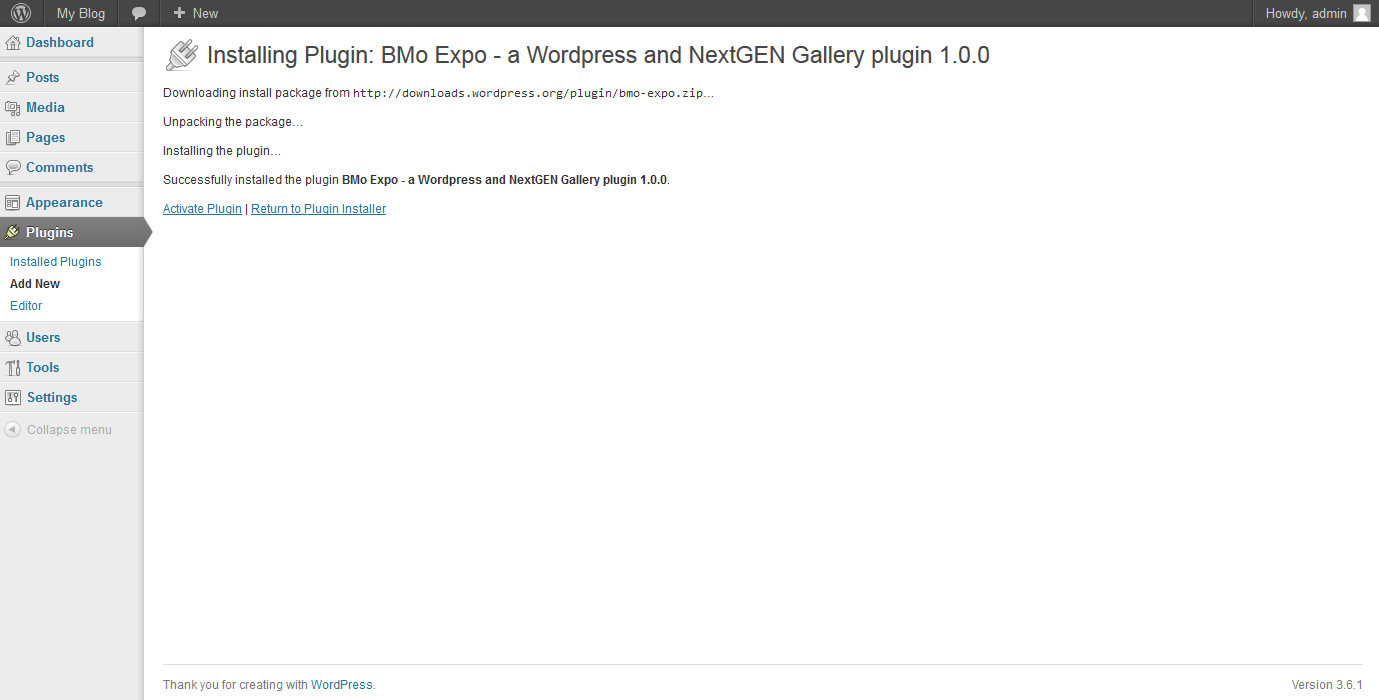 My Blog
New
Howdy, admin
Dashboard
Posts
Media
Pages
Comments
Appearance
Plugins
Installed Plugins
Add New
Editor
Users
Tools
Settings
Collapse menu
Installing Plugin: BMo Expo - a Wordpress and NextGEN Gallery plugin 1.0.0
Downloading install package from http://downloads.wordpress.org/plugin/bmo-expo.zip…
Unpacking the package…
Installing the plugin…
Successfully installed the plugin BMo Expo - a Wordpress and NextGEN Gallery plugin 1.0.0.
Activate Plugin | Return to Plugin Installer
Thank you for creating with WordPress.
Version 3.6.1